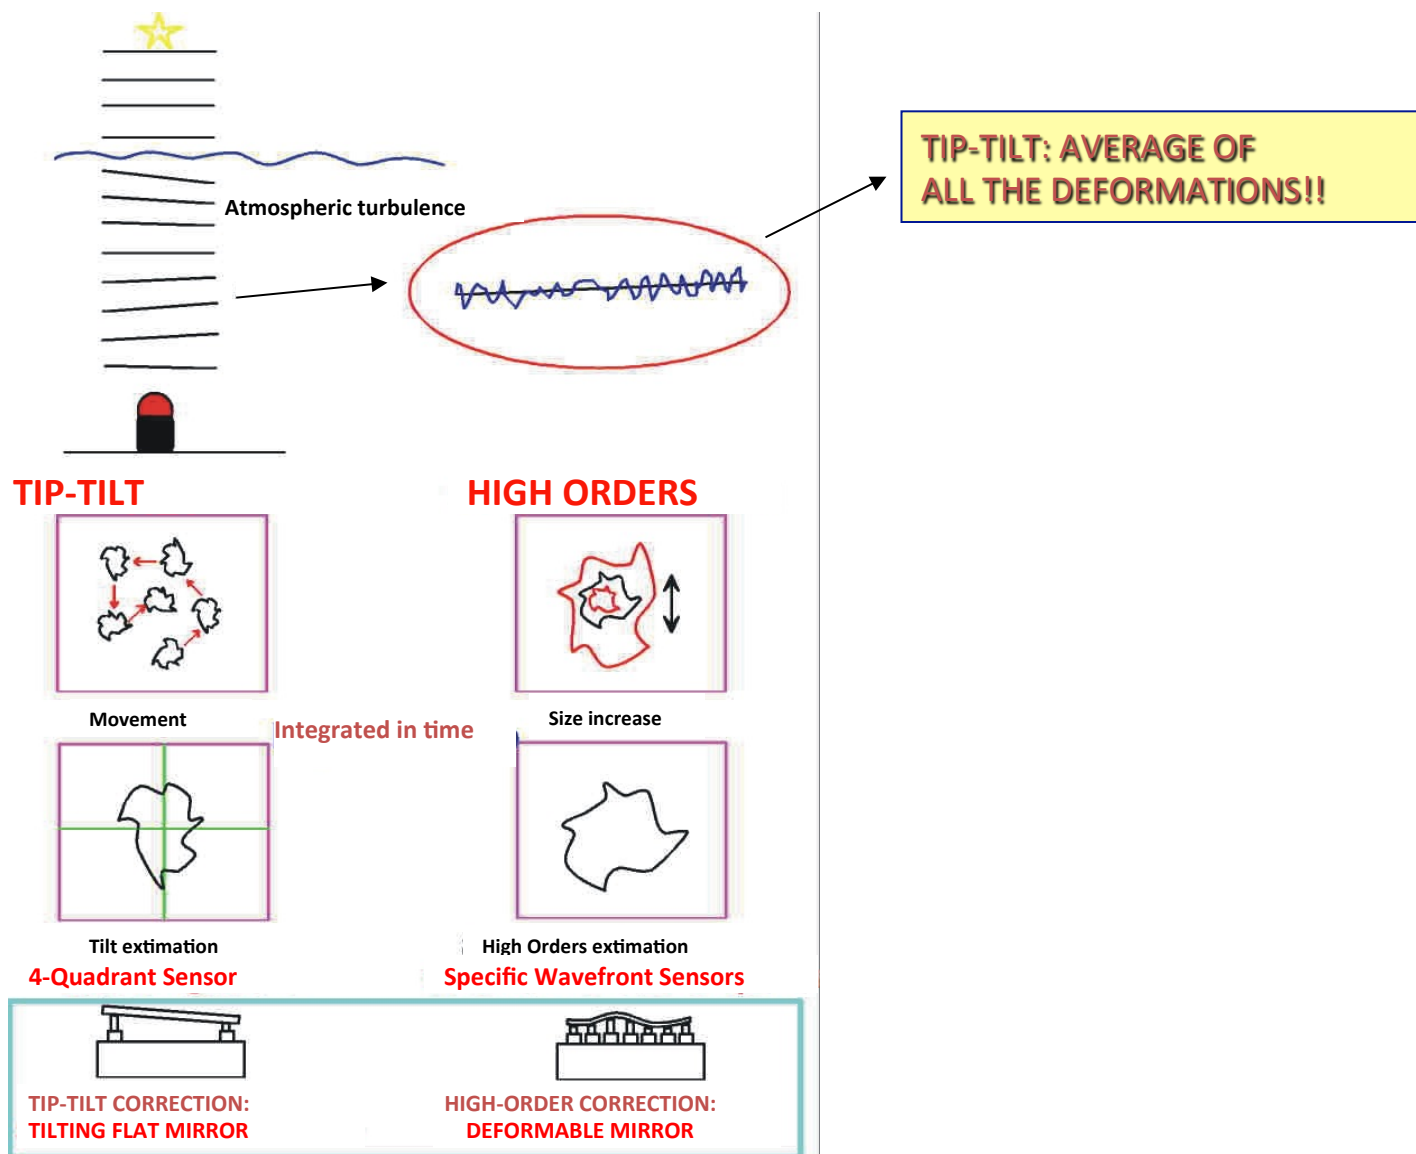 TIP-TILT: AVERAGE OF
ALL THE DEFORMATIONS!!
Atmospheric turbulence
TIP-TILT
HIGH ORDERS
Movement
Size increase
Integrated in time
Tilt extimation
High Orders extimation
4-Quadrant Sensor
Specific Wavefront Sensors
TIP-TILT CORRECTION:
TILTING FLAT MIRROR
HIGH-ORDER CORRECTION:
DEFORMABLE MIRROR